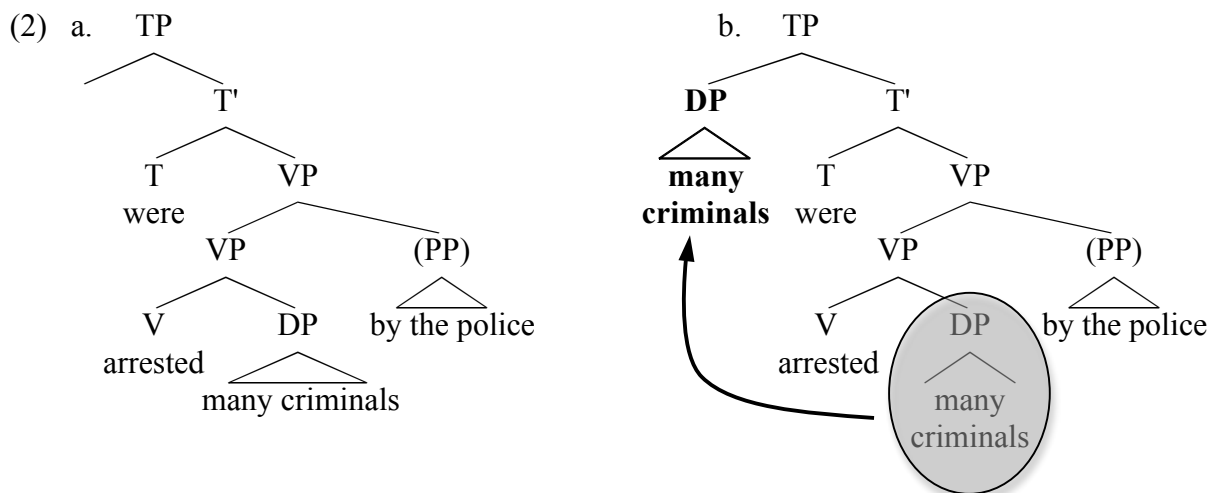 (2) a. TP b. TP
T' DP T'
T VP many criminals T VP
were were
VP (PP) VP (PP)
V DP by the police V DP by the police
arrested arrested
many criminals many criminals